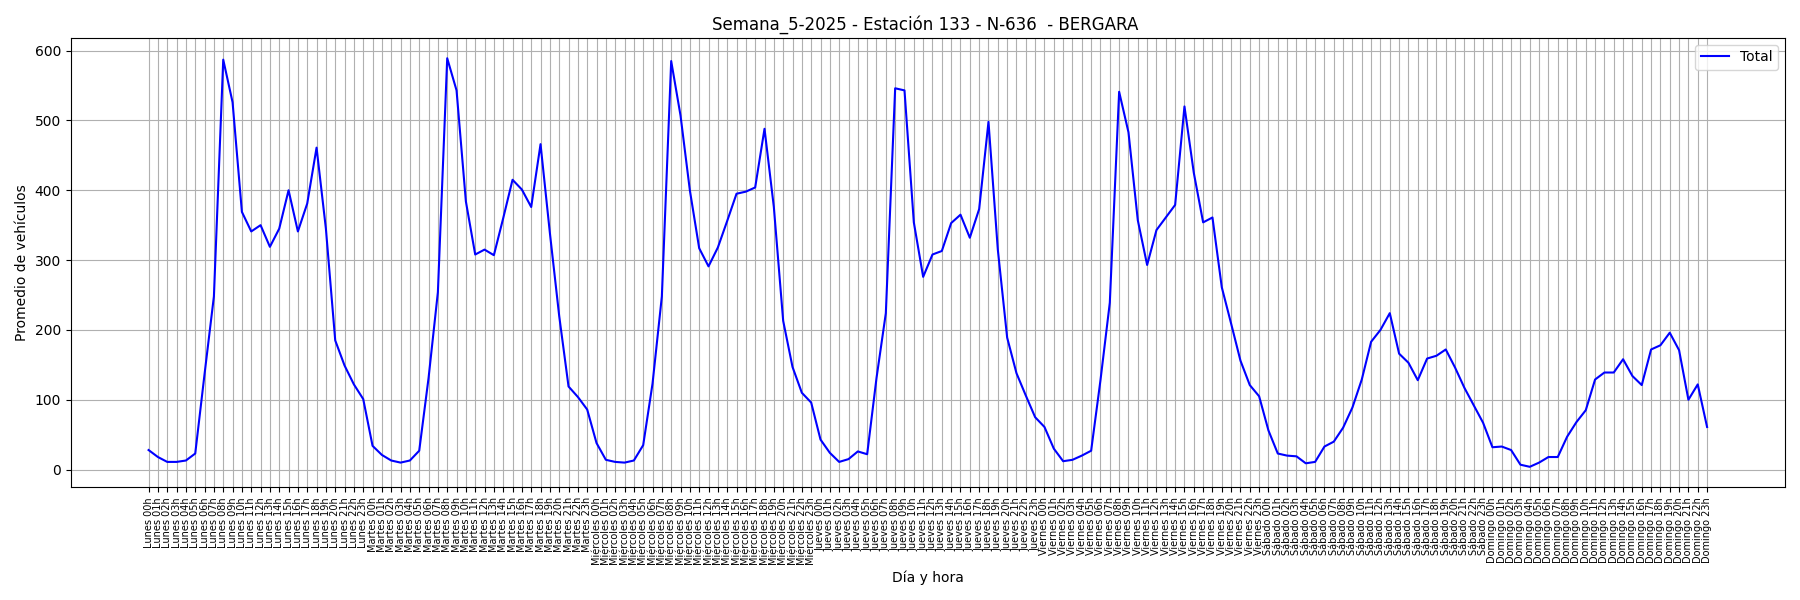 Semana_5-2025 - Estación 133 - N-636  - BERGARA
Total
Promedio de vehículos
600
500
400
300
200
100
0
Lunes 00h
Lunes 01h
Lunes 02h
Lunes 03h
Lunes 04h
Lunes 05h
Lunes 06h
Lunes 07h
Lunes 08h
Lunes 09h
Lunes 10h
Lunes 11h
Lunes 12h
Lunes 13h
Lunes 14h
Lunes 15h
Lunes 16h
Lunes 17h
Lunes 18h
Lunes 19h
Lunes 20h
Lunes 21h
Lunes 22h
Lunes 23h
Martes 00h
Martes 01h
Martes 02h
Martes 03h
Martes 04h
Martes 05h
Martes 06h
Martes 07h
Martes 08h
Martes 09h
Martes 10h
Martes 11h
Martes 12h
Martes 13h
Martes 14h
Martes 15h
Martes 16h
Martes 17h
Martes 18h
Martes 19h
Martes 20h
Martes 21h
Martes 22h
Martes 23h
Miércoles 00h
Miércoles 01h
Miércoles 02h
Miércoles 03h
Miércoles 04h
Miércoles 05h
Miércoles 06h
Miércoles 07h
Miércoles 08h
Miércoles 09h
Miércoles 10h
Miércoles 11h
Miércoles 12h
Miércoles 13h
Miércoles 14h
Miércoles 15h
Miércoles 16h
Miércoles 17h
Miércoles 18h
Miércoles 19h
Miércoles 20h
Miércoles 21h
Miércoles 22h
Miércoles 23h
Jueves 00h
Jueves 01h
Jueves 02h
Jueves 03h
Jueves 04h
Jueves 05h
Jueves 06h
Jueves 07h
Jueves 08h
Jueves 09h
Jueves 10h
Jueves 11h
Jueves 12h
Jueves 13h
Jueves 14h
Jueves 15h
Jueves 16h
Jueves 17h
Jueves 18h
Jueves 19h
Jueves 20h
Jueves 21h
Jueves 22h
Jueves 23h
Viernes 00h
Viernes 01h
Viernes 02h
Viernes 03h
Viernes 04h
Viernes 05h
Viernes 06h
Viernes 07h
Viernes 08h
Viernes 09h
Viernes 10h
Viernes 11h
Viernes 12h
Viernes 13h
Viernes 14h
Viernes 15h
Viernes 16h
Viernes 17h
Viernes 18h
Viernes 19h
Viernes 20h
Viernes 21h
Viernes 22h
Viernes 23h
Sábado 00h
Sábado 01h
Sábado 02h
Sábado 03h
Sábado 04h
Sábado 05h
Sábado 06h
Sábado 07h
Sábado 08h
Sábado 09h
Sábado 10h
Sábado 11h
Sábado 12h
Sábado 13h
Sábado 14h
Sábado 15h
Sábado 16h
Sábado 17h
Sábado 18h
Sábado 19h
Sábado 20h
Sábado 21h
Sábado 22h
Sábado 23h
Domingo 00h
Domingo 01h
Domingo 02h
Domingo 03h
Domingo 04h
Domingo 05h
Domingo 06h
Domingo 07h
Domingo 08h
Domingo 09h
Domingo 10h
Domingo 11h
Domingo 12h
Domingo 13h
Domingo 14h
Domingo 15h
Domingo 16h
Domingo 17h
Domingo 18h
Domingo 19h
Domingo 20h
Domingo 21h
Domingo 22h
Domingo 23h
Día y hora